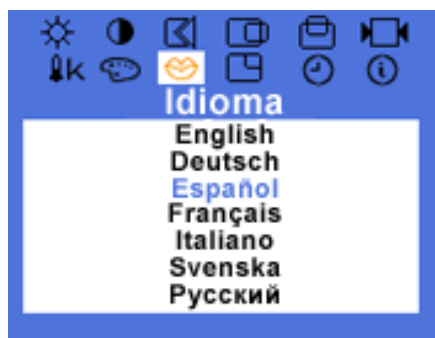 K
Idioma
English
Deutsch
Español
Français
Italiano
Svenska
Русский